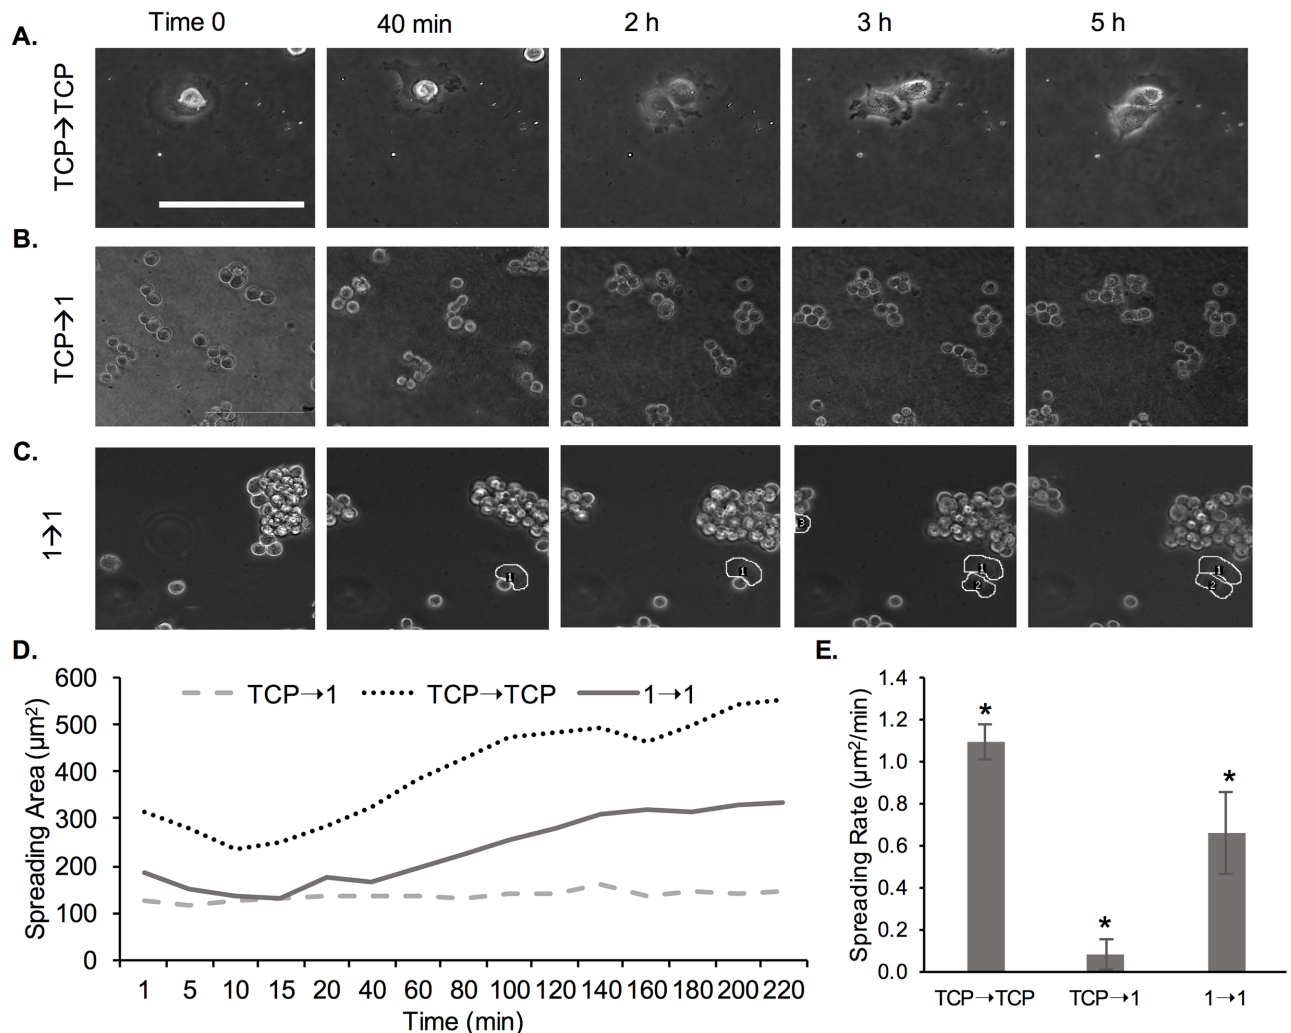 A.
Time 0
40 min
2 h
3 h
5 h
TCP→TCP
B.
TCP→1
C.
1→1
1
1
3
1
2
1
2
D.
TCP→1
TCP→TCP
1→1
Spreading Area (µm²)
600
500
400
300
200
100
0
1 5 10 15 20 40 60 80 100 120 140 160 180 200 220
Time (min)
E.
Spreading Rate (µm²/min)
1.4
1.2
1.0
0.8
0.6
0.4
0.2
0.0
*
*
*
TCP→TCP
TCP→1
1→1